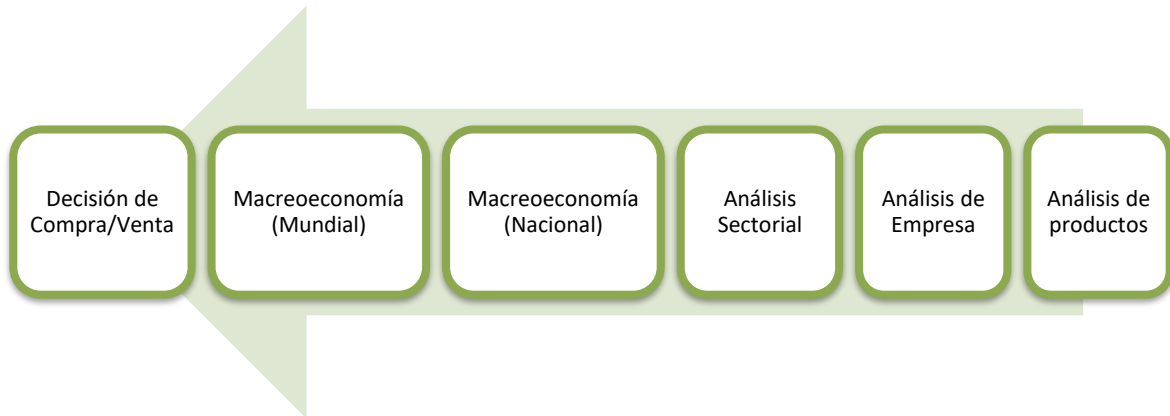 Decisión de
Compra/Venta
Macreoeconomía
(Mundial)
Macreoeconomía
(Nacional)
Análisis
Sectorial
Análisis de
Empresa
Análisis de
productos